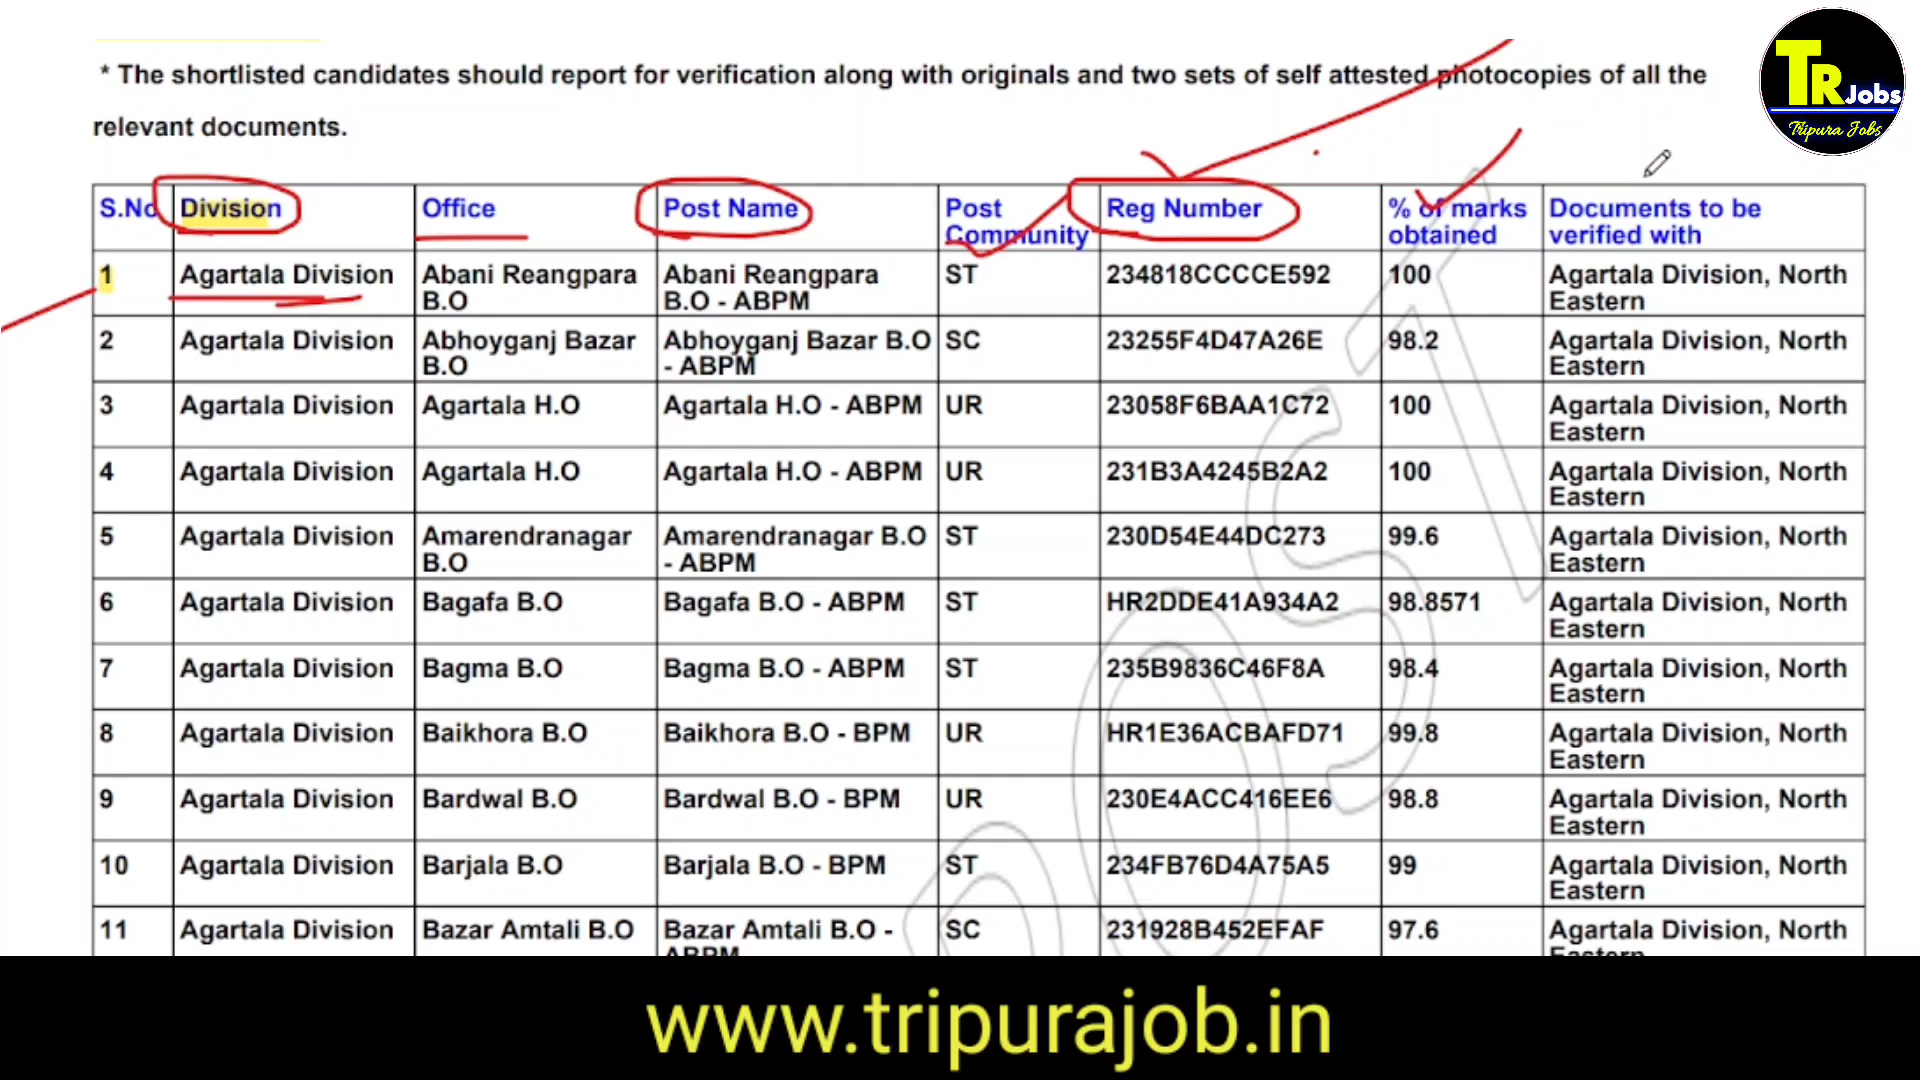 * The shortlisted candidates should report for verification along with originals and two sets of self attested photocopies of all the
relevant documents.
TR Jobs
Tripura Jobs
S.No Division Office Post Name Post Community Reg Number % of marks obtained Documents to be verified with
1 Agartala Division Abani Reangpara B.O Abani Reangpara B.O - ABPM ST 234818CCCCE592 100 Agartala Division, North Eastern
2 Agartala Division Abhoyganj Bazar B.O Abhoyganj Bazar B.O - ABPM SC 23255F4D47A26E 98.2 Agartala Division, North Eastern
3 Agartala Division Agartala H.O Agartala H.O - ABPM UR 23058F6BAA1C72 100 Agartala Division, North Eastern
4 Agartala Division Agartala H.O Agartala H.O - ABPM UR 231B3A4245B2A2 100 Agartala Division, North Eastern
5 Agartala Division Amarendranagar B.O Amarendranagar B.O - ABPM ST 230D54E44DC273 99.6 Agartala Division, North Eastern
6 Agartala Division Bagafa B.O Bagafa B.O - ABPM ST HR2DDE41A934A2 98.8571 Agartala Division, North Eastern
7 Agartala Division Bagma B.O Bagma B.O - ABPM ST 235B9836C46F8A 98.4 Agartala Division, North Eastern
8 Agartala Division Baikhora B.O Baikhora B.O - BPM UR HR1E36ACBAFD71 99.8 Agartala Division, North Eastern
9 Agartala Division Bardwal B.O Bardwal B.O - BPM UR 230E4ACC416EE6 98.8 Agartala Division, North Eastern
10 Agartala Division Barjala B.O Barjala B.O - BPM ST 234FB76D4A75A5 99 Agartala Division, North Eastern
11 Agartala Division Bazar Amtali B.O Bazar Amtali B.O - ABPM SC 231928B452EFAF 97.6 Agartala Division, North Eastern
POST
www.tripurajob.in